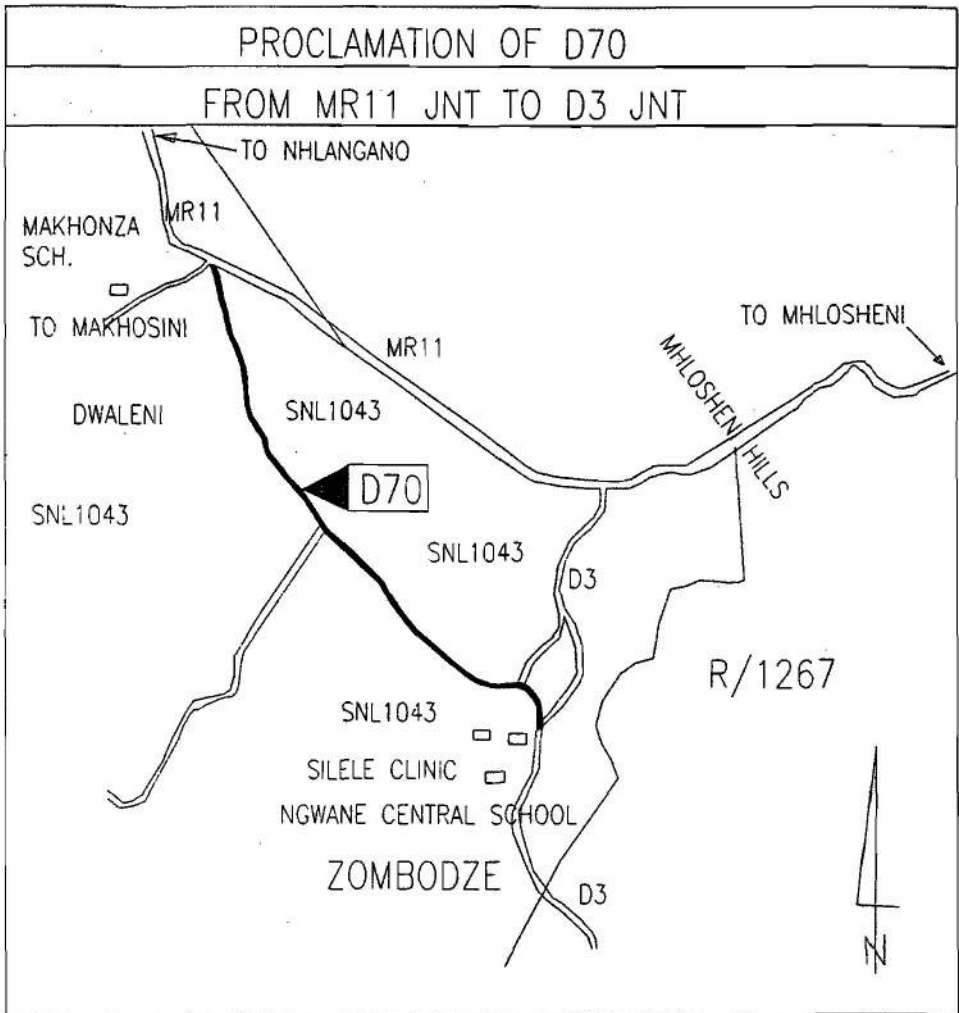 PROCLAMATION OF D70
FROM MR11 JNT TO D3 JNT
TO NHLANGANO
MR11
MAKHONZA
SCH.
TO MAKHOSINI
TO MHLOSHENI
MR11
MHLOSHEN HILLS
DWALENI
SNL1043
D70
SNL1043
SNL1043
D3
R/1267
SNL1043
SILELE CLINIC
NGWANE CENTRAL SCHOOL
ZOMBODZE
D3
N